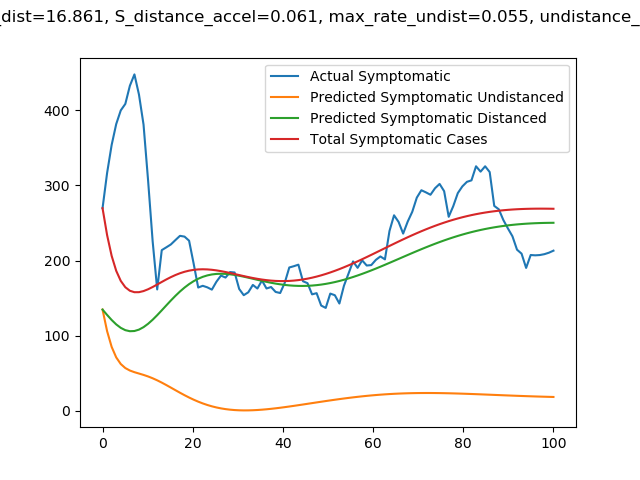 _dist=16.861, S_distance_accel=0.061, max_rate_undist=0.055, undistance_
Actual Symptomatic
Predicted Symptomatic Undistanced
Predicted Symptomatic Distanced
Total Symptomatic Cases
400
300
200
100
0
0 20 40 60 80 100